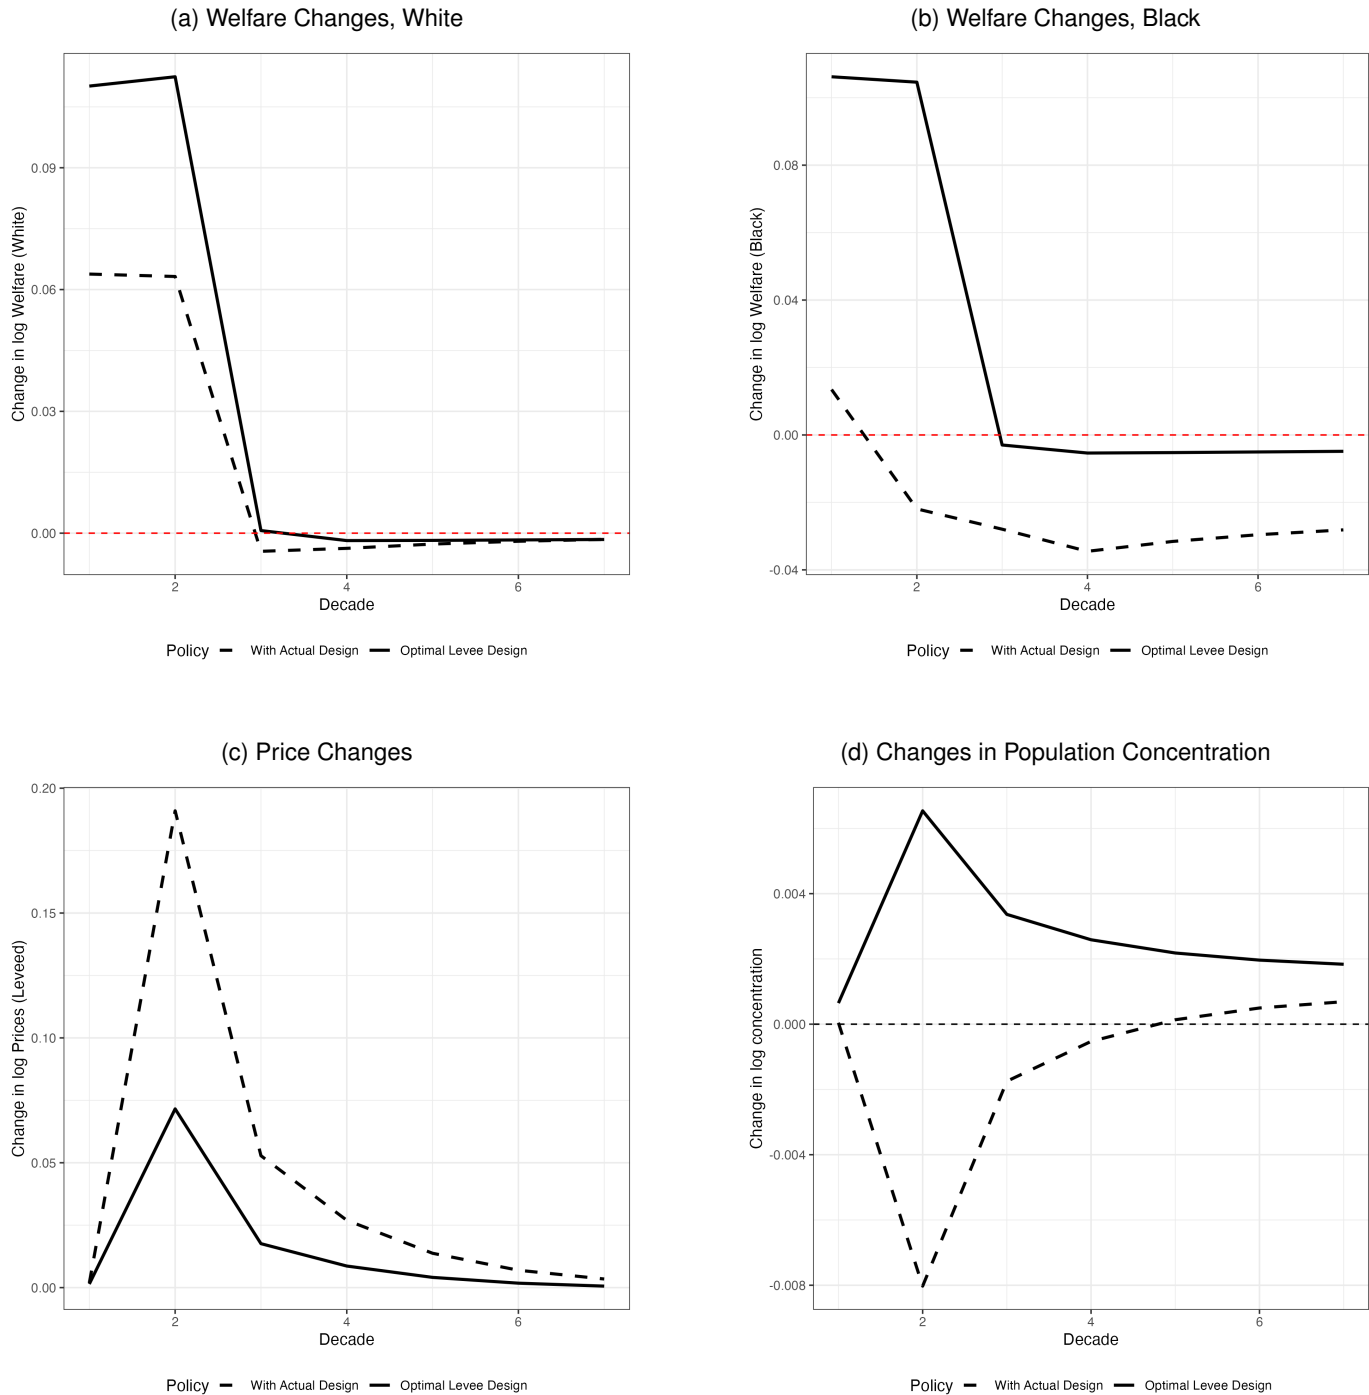 (a) Welfare Changes, White
Change in log Welfare (White)
0.09
0.06
0.03
0.00
2 4 6
Decade
Policy With Actual Design Optimal Levee Design
(b) Welfare Changes, Black
Change in log Welfare (Black)
0.08
0.04
0.00
-0.04
2 4 6
Decade
Policy With Actual Design Optimal Levee Design
(c) Price Changes
Change in log Prices (Leveed)
0.20
0.15
0.10
0.05
0.00
2 4 6
Decade
Policy With Actual Design Optimal Levee Design
(d) Changes in Population Concentration
Change in log concentration
0.004
0.000
-0.004
-0.008
2 4 6
Decade
Policy With Actual Design Optimal Levee Design